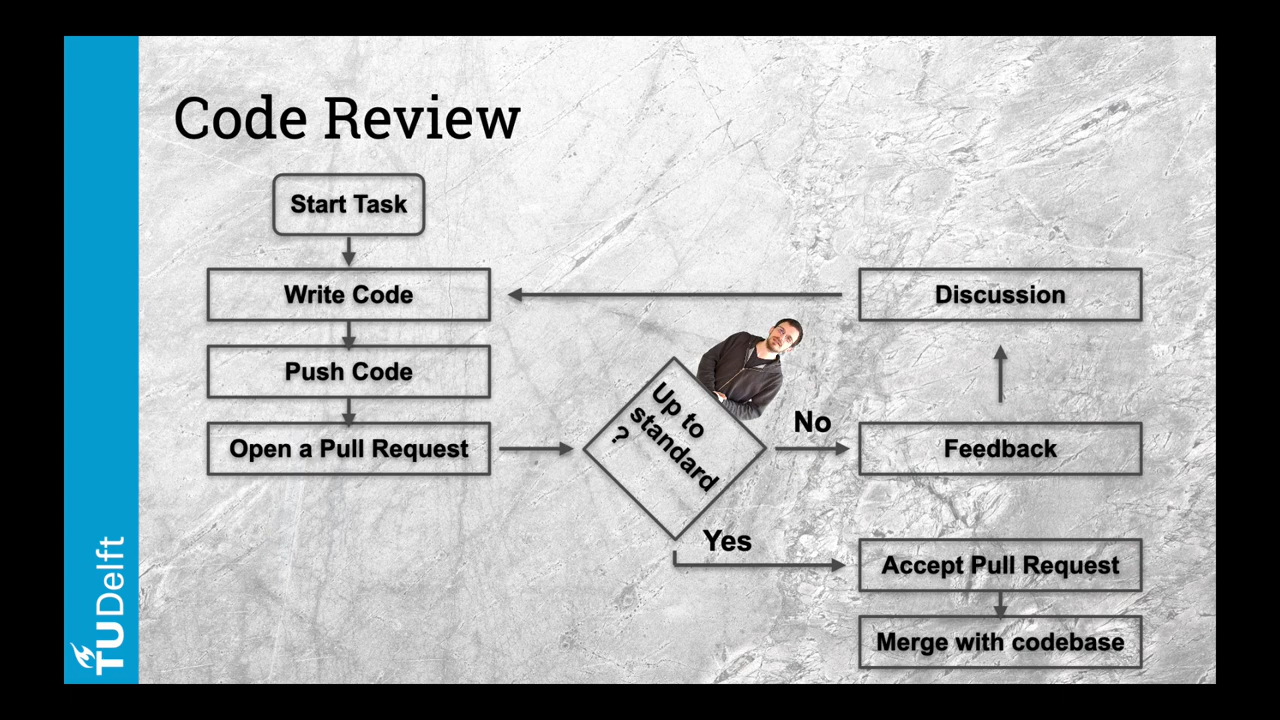 Code Review
Start Task
Write Code
Push Code
Open a Pull Request
Up to
standard
?
No
Yes
Discussion
Feedback
Accept Pull Request
Merge with codebase
TUDelft